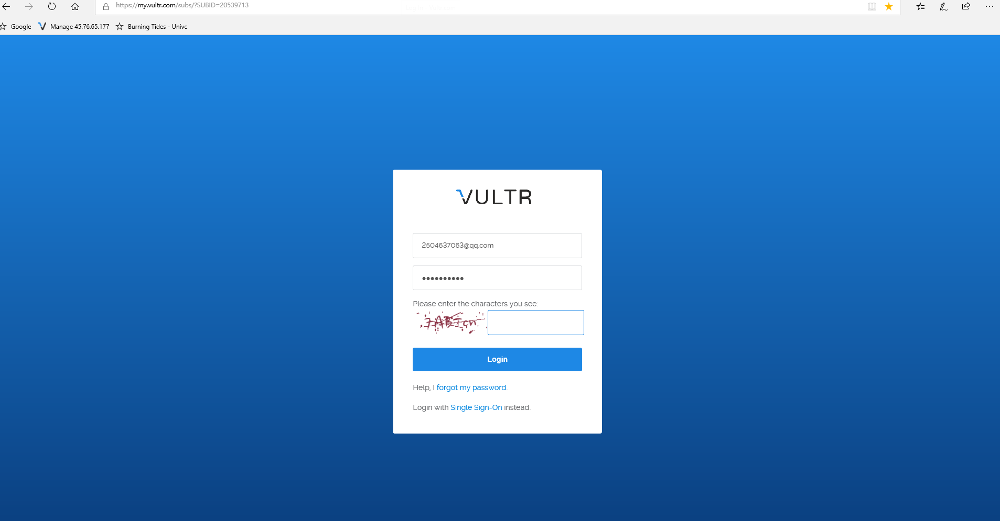 https://my.vultr.com/subs/?SUBID=20539713
Google Manage 45.76.65.177 Burning Tides - Unive
VULTR
2504637063@qq.com
Please enter the characters you see:
Login
Help, I forgot my password.
Login with Single Sign-On instead.